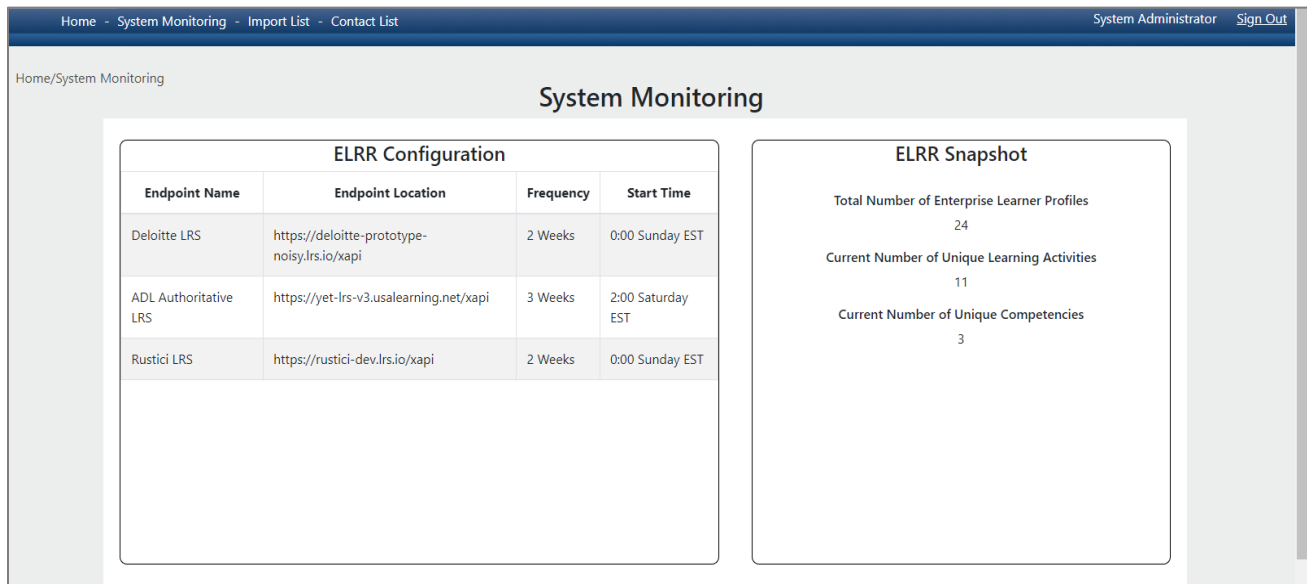 Home - System Monitoring - Import List - Contact List
System Administrator Sign Out
Home/System Monitoring
System Monitoring
ELRR Configuration
Endpoint Name Endpoint Location Frequency Start Time
Deloitte LRS https://deloitte-prototype- 2 Weeks 0:00 Sunday EST
noisy.lrs.io/xapi
ADL Authoritative https://yet-lrs-v3.usalearning.net/xapi 3 Weeks 2:00 Saturday
LRS EST
Rustici LRS https://rustici-dev.lrs.io/xapi 2 Weeks 0:00 Sunday EST
ELRR Snapshot
Total Number of Enterprise Learner Profiles
24
Current Number of Unique Learning Activities
11
Current Number of Unique Competencies
3